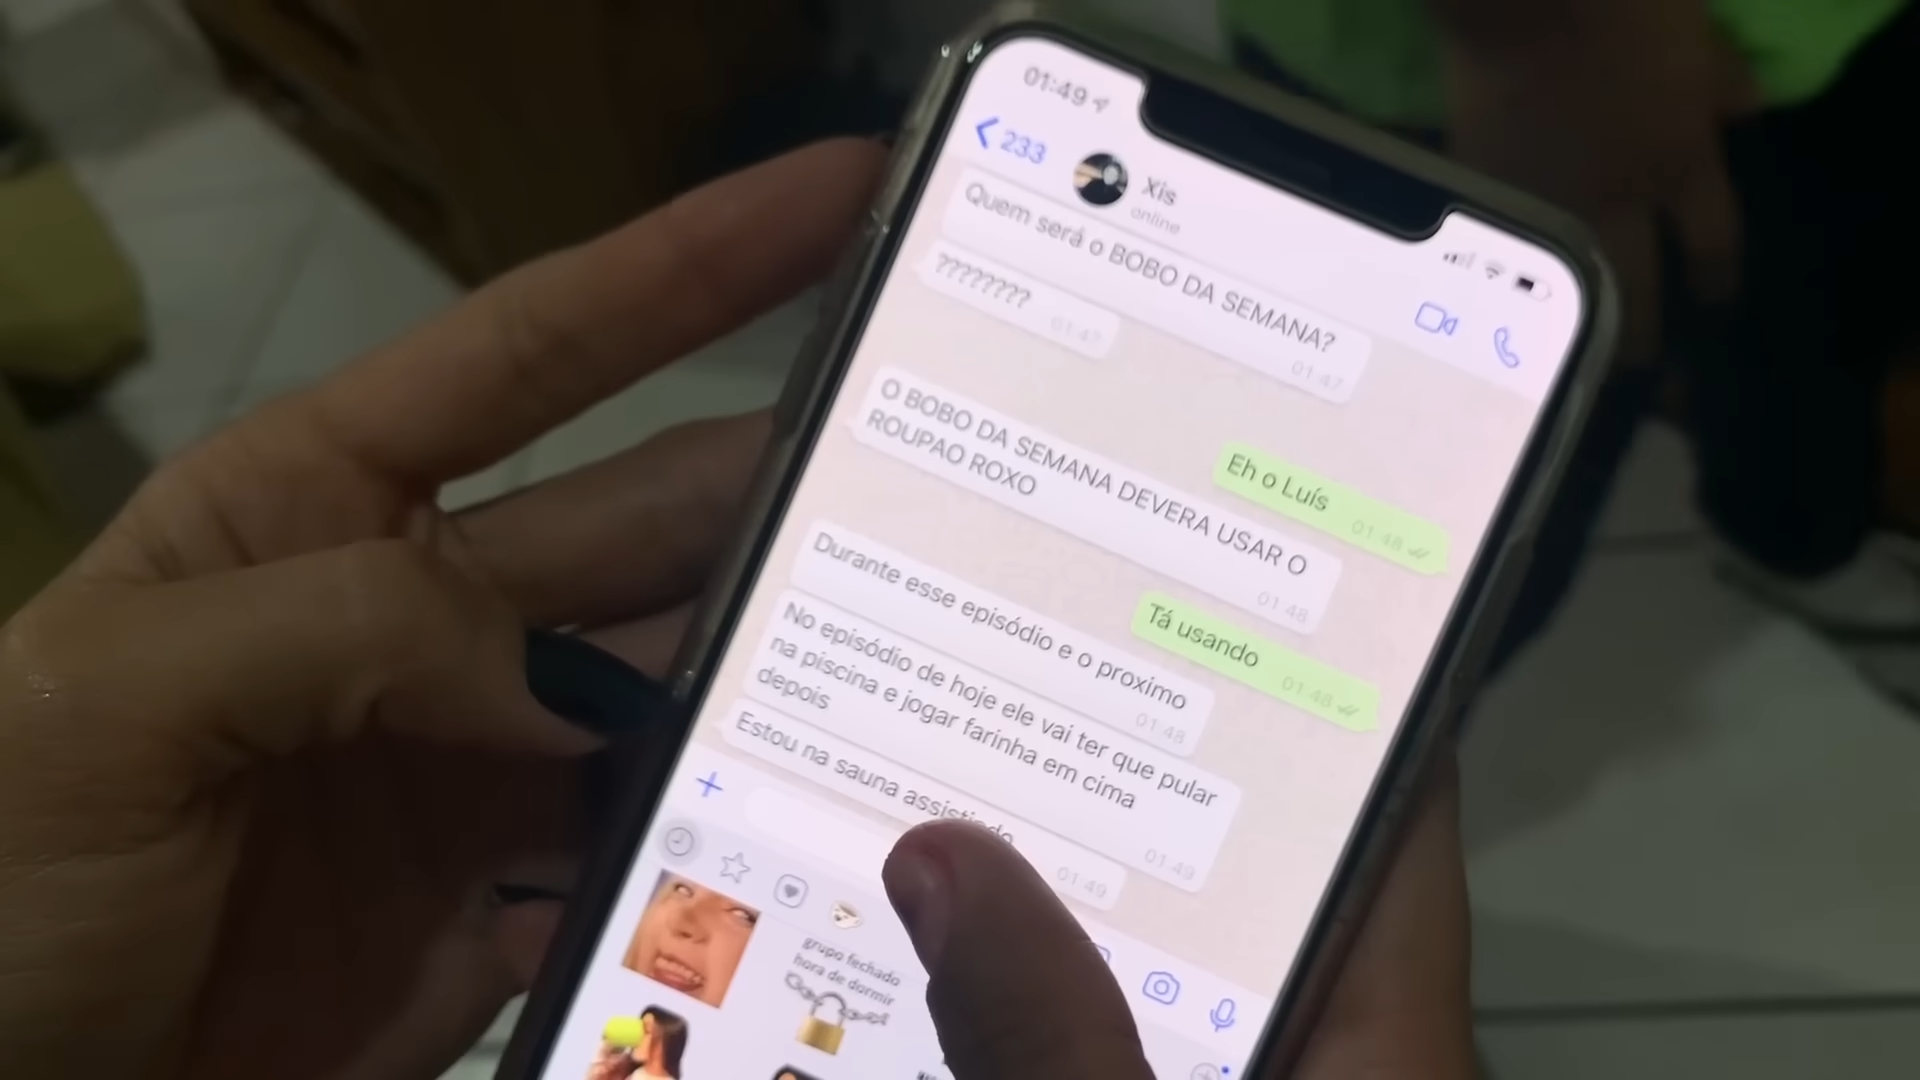 01:49
233
Xis
online
Quem será o BOBO DA SEMANA?
01:47
????????
01:47
Eh o Luís
01:48
O BOBO DA SEMANA DEVERA USAR O
ROUPAO ROXO
01:48
Tá usando
01:48
Durante esse episódio e o proximo
01:48
No episódio de hoje ele vai ter que pular
na piscina e jogar farinha em cima
depois
01:49
Estou na sauna assistindo
01:49
grupo fechado
hora de dormir